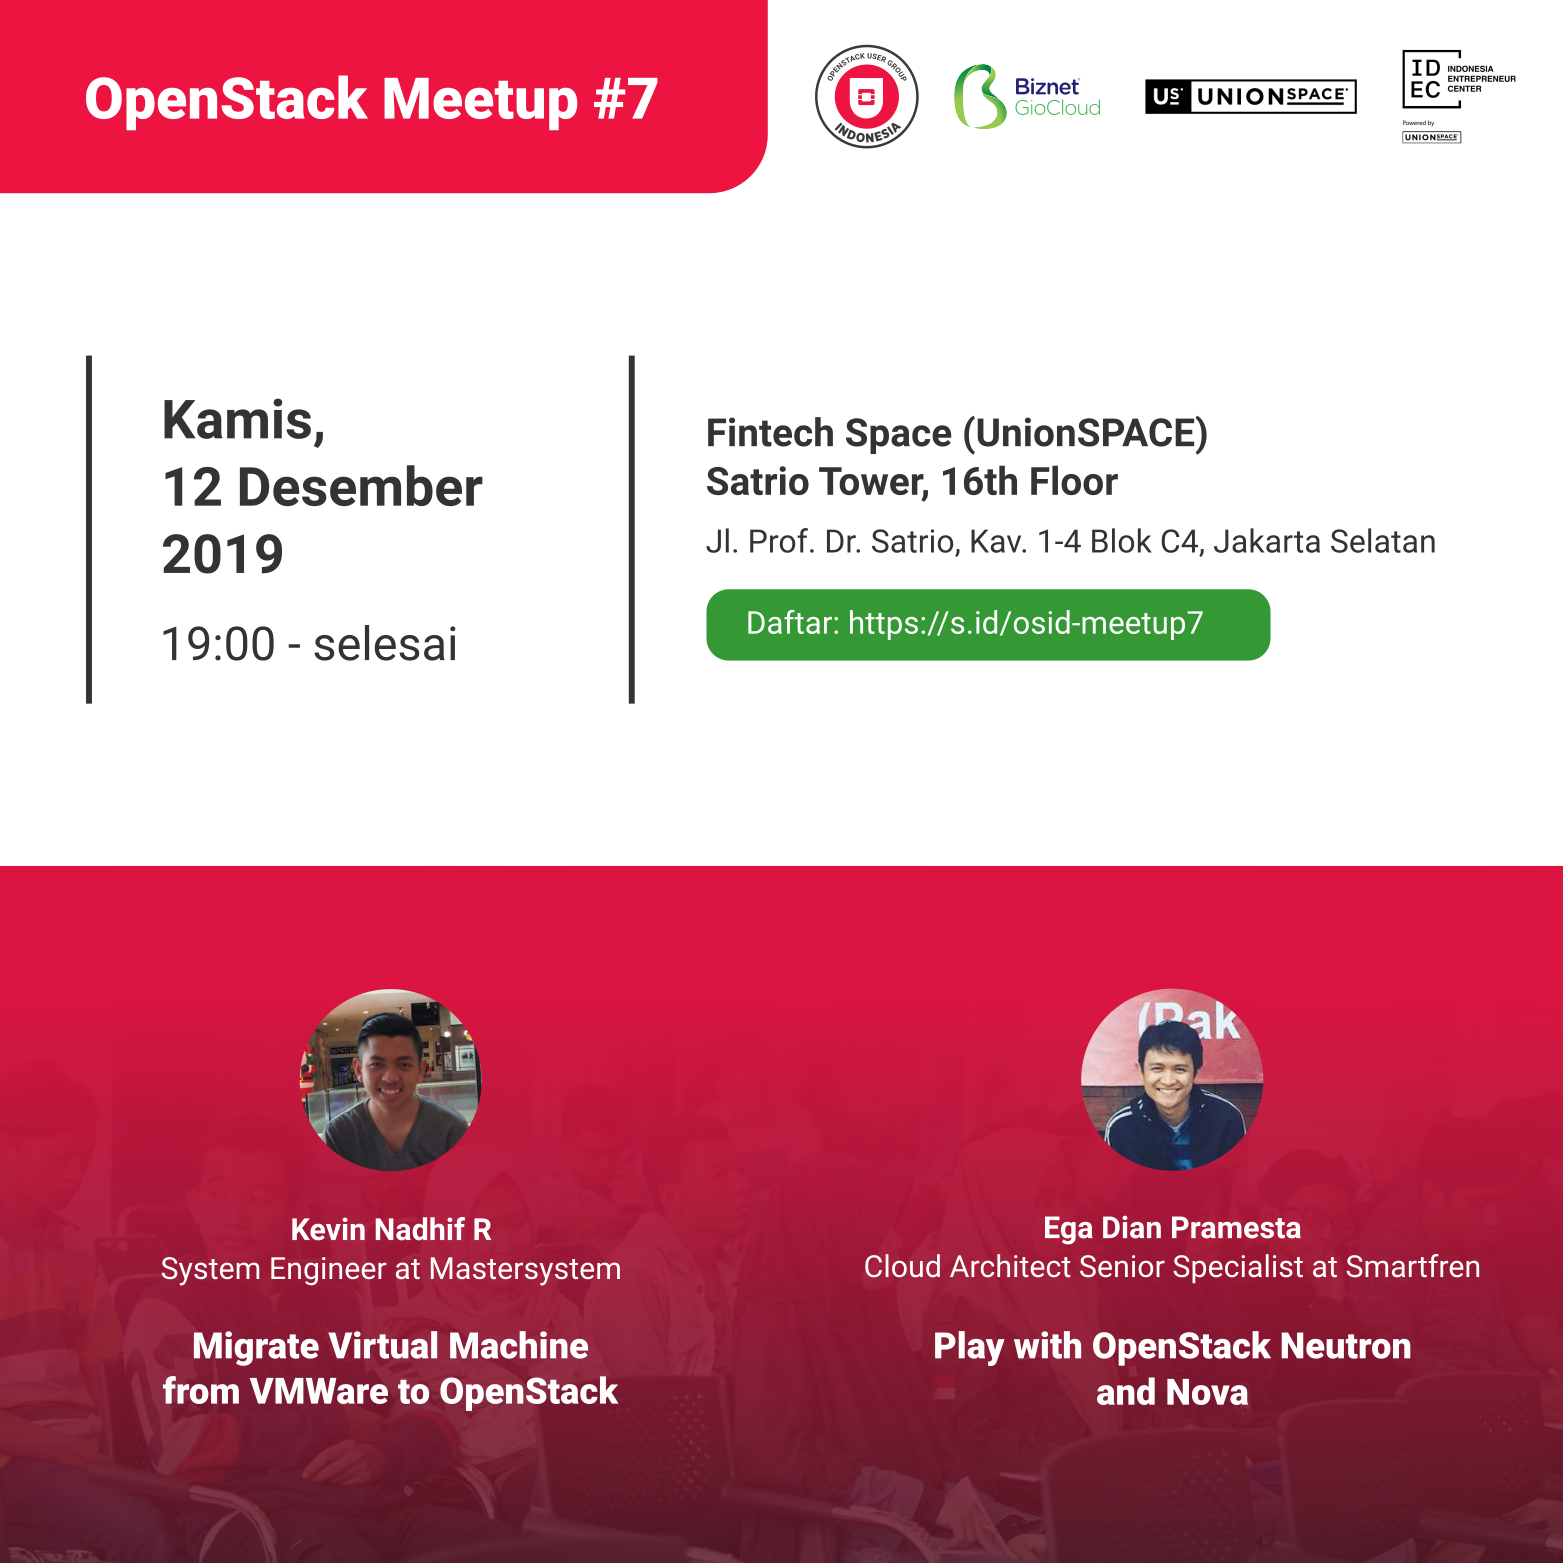 OpenStack Meetup #7
OPENSTACK USER GROUP
INDONESIA
Biznet
GioCloud
US UNIONSPACE
ID
EC
INDONESIA
ENTREPRENEUR
CENTER
Powered by
UNIONSPACE
Kamis,
12 Desember
2019
19:00 - selesai
Fintech Space (UnionSPACE)
Satrio Tower, 16th Floor
Jl. Prof. Dr. Satrio, Kav. 1-4 Blok C4, Jakarta Selatan
Daftar: https://s.id/osid-meetup7
(Pak
Kevin Nadhif R
System Engineer at Mastersystem
Migrate Virtual Machine
from VMWare to OpenStack
Ega Dian Pramesta
Cloud Architect Senior Specialist at Smartfren
Play with OpenStack Neutron
and Nova